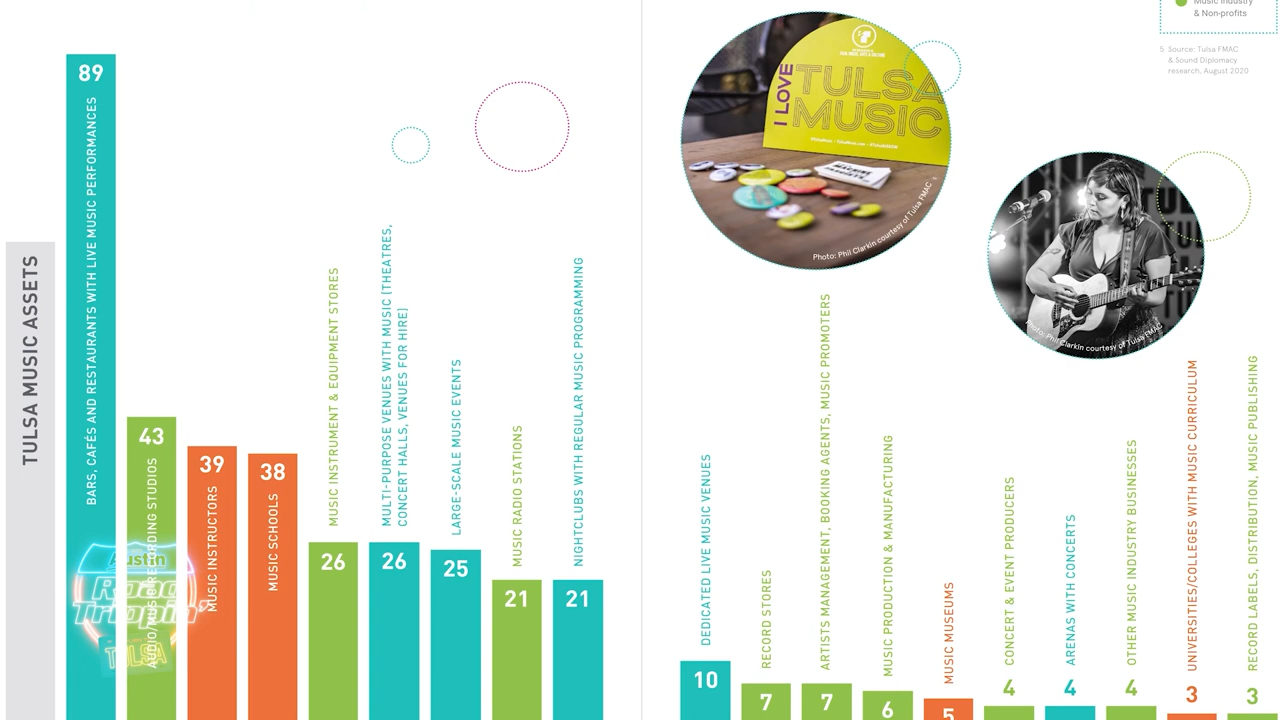 Music Industry
& Non-profits
5 Source: Tulsa FMAC
& Sound Diplomacy
research, August 2020
TULSA MUSIC ASSETS
89
BARS, CAFÉS AND RESTAURANTS WITH LIVE MUSIC PERFORMANCES
43
AUDIO/MUSIC RECORDING STUDIOS
39
MUSIC INSTRUCTORS
38
MUSIC SCHOOLS
26
MUSIC INSTRUMENT & EQUIPMENT STORES
26
MULTI-PURPOSE VENUES WITH MUSIC (THEATRES,
CONCERT HALLS, VENUES FOR HIRE)
25
LARGE-SCALE MUSIC EVENTS
21
MUSIC RADIO STATIONS
21
NIGHTCLUBS WITH REGULAR MUSIC PROGRAMMING
Austin
Road
Trippin'
TULSA
I LOVE
TULSA
MUSIC
Photo: Phil Clarkin courtesy of Tulsa FMAC
Photo: Phil Clarkin courtesy of Tulsa FMAC
10
DEDICATED LIVE MUSIC VENUES
7
RECORD STORES
7
ARTISTS MANAGEMENT, BOOKING AGENTS, MUSIC PROMOTERS
6
MUSIC PRODUCTION & MANUFACTURING
5
MUSIC MUSEUMS
4
CONCERT & EVENT PRODUCERS
4
ARENAS WITH CONCERTS
4
OTHER MUSIC INDUSTRY BUSINESSES
3
UNIVERSITIES/COLLEGES WITH MUSIC CURRICULUM
3
RECORD LABELS, DISTRIBUTION, MUSIC PUBLISHING